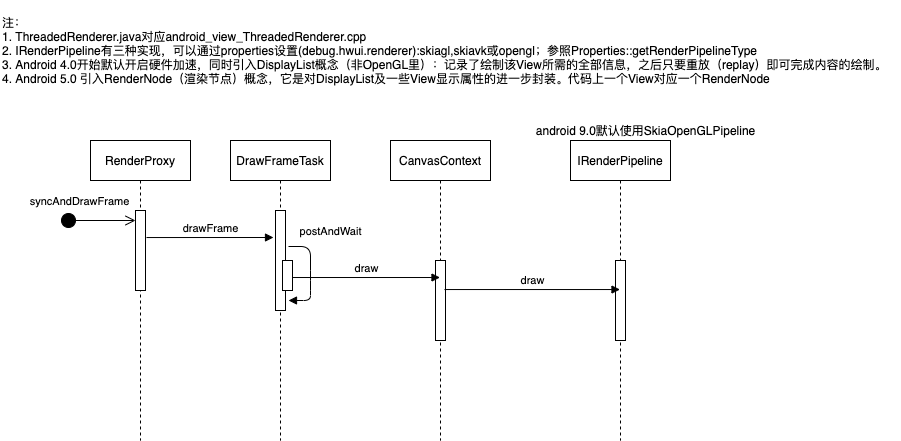 注：
1. ThreadedRenderer.java对应android_view_ThreadedRenderer.cpp
2. IRenderPipeline有三种实现，可以通过properties设置(debug.hwui.renderer):skiagl,skiavk或opengl；参照Properties::getRenderPipelineType
3. Android 4.0开始默认开启硬件加速，同时引入DisplayList概念（非OpenGL里）：记录了绘制该View所需的全部信息，之后只要重放（replay）即可完成内容的绘制。
4. Android 5.0 引入RenderNode（渲染节点）概念，它是对DisplayList及一些View显示属性的进一步封装。代码上一个View对应一个RenderNode
android 9.0默认使用SkiaOpenGLPipeline
RenderProxy
DrawFrameTask
CanvasContext
IRenderPipeline
syncAndDrawFrame
drawFrame
postAndWait
draw
draw